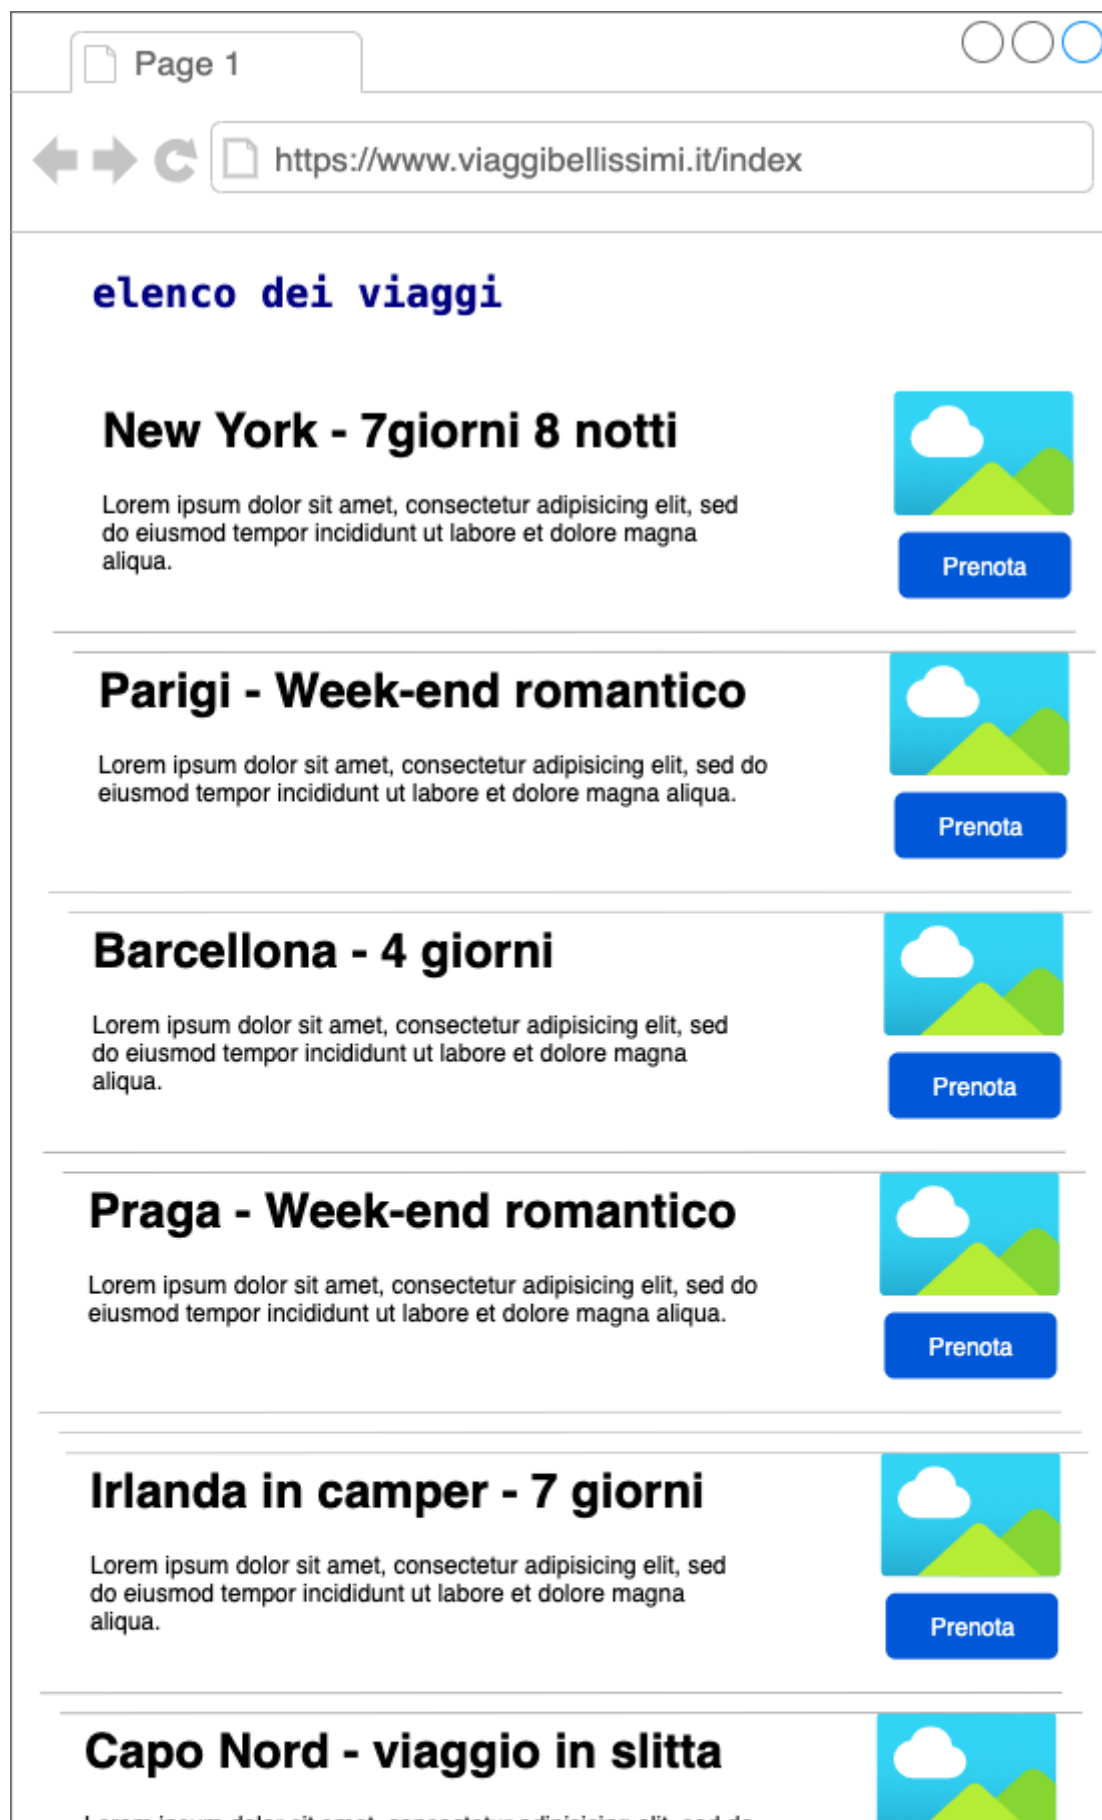 Page 1
https://www.viaggibellissimi.it/index
elenco dei viaggi
New York - 7giorni 8 notti
Lorem ipsum dolor sit amet, consectetur adipisicing elit, sed
do eiusmod tempor incididunt ut labore et dolore magna
aliqua.
Prenota
Parigi - Week-end romantico
Lorem ipsum dolor sit amet, consectetur adipisicing elit, sed do
eiusmod tempor incididunt ut labore et dolore magna aliqua.
Prenota
Barcellona - 4 giorni
Lorem ipsum dolor sit amet, consectetur adipisicing elit, sed
do eiusmod tempor incididunt ut labore et dolore magna
aliqua.
Prenota
Praga - Week-end romantico
Lorem ipsum dolor sit amet, consectetur adipisicing elit, sed do
eiusmod tempor incididunt ut labore et dolore magna aliqua.
Prenota
Irlanda in camper - 7 giorni
Lorem ipsum dolor sit amet, consectetur adipisicing elit, sed
do eiusmod tempor incididunt ut labore et dolore magna
aliqua.
Prenota
Capo Nord - viaggio in slitta